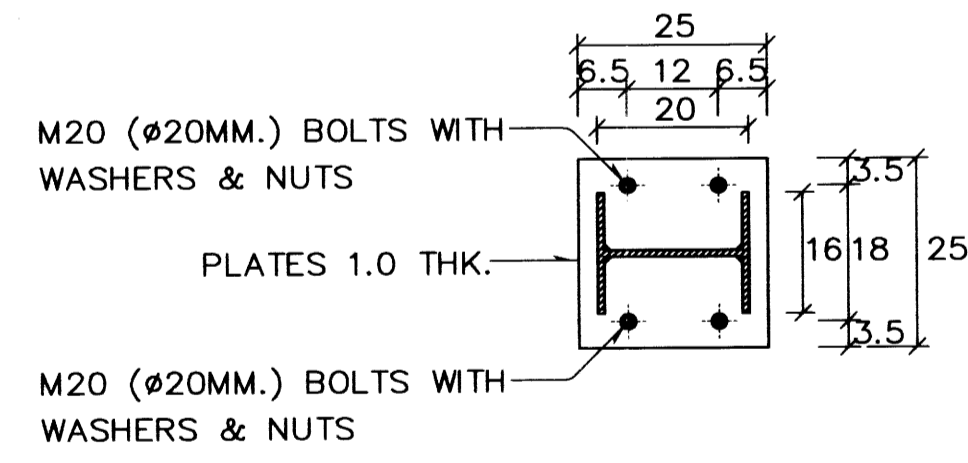 25
6.5 12 6.5
20
M20 (ø20MM.) BOLTS WITH
WASHERS & NUTS
3.5
PLATES 1.0 THK.
16 18 25
3.5
M20 (ø20MM.) BOLTS WITH
WASHERS & NUTS